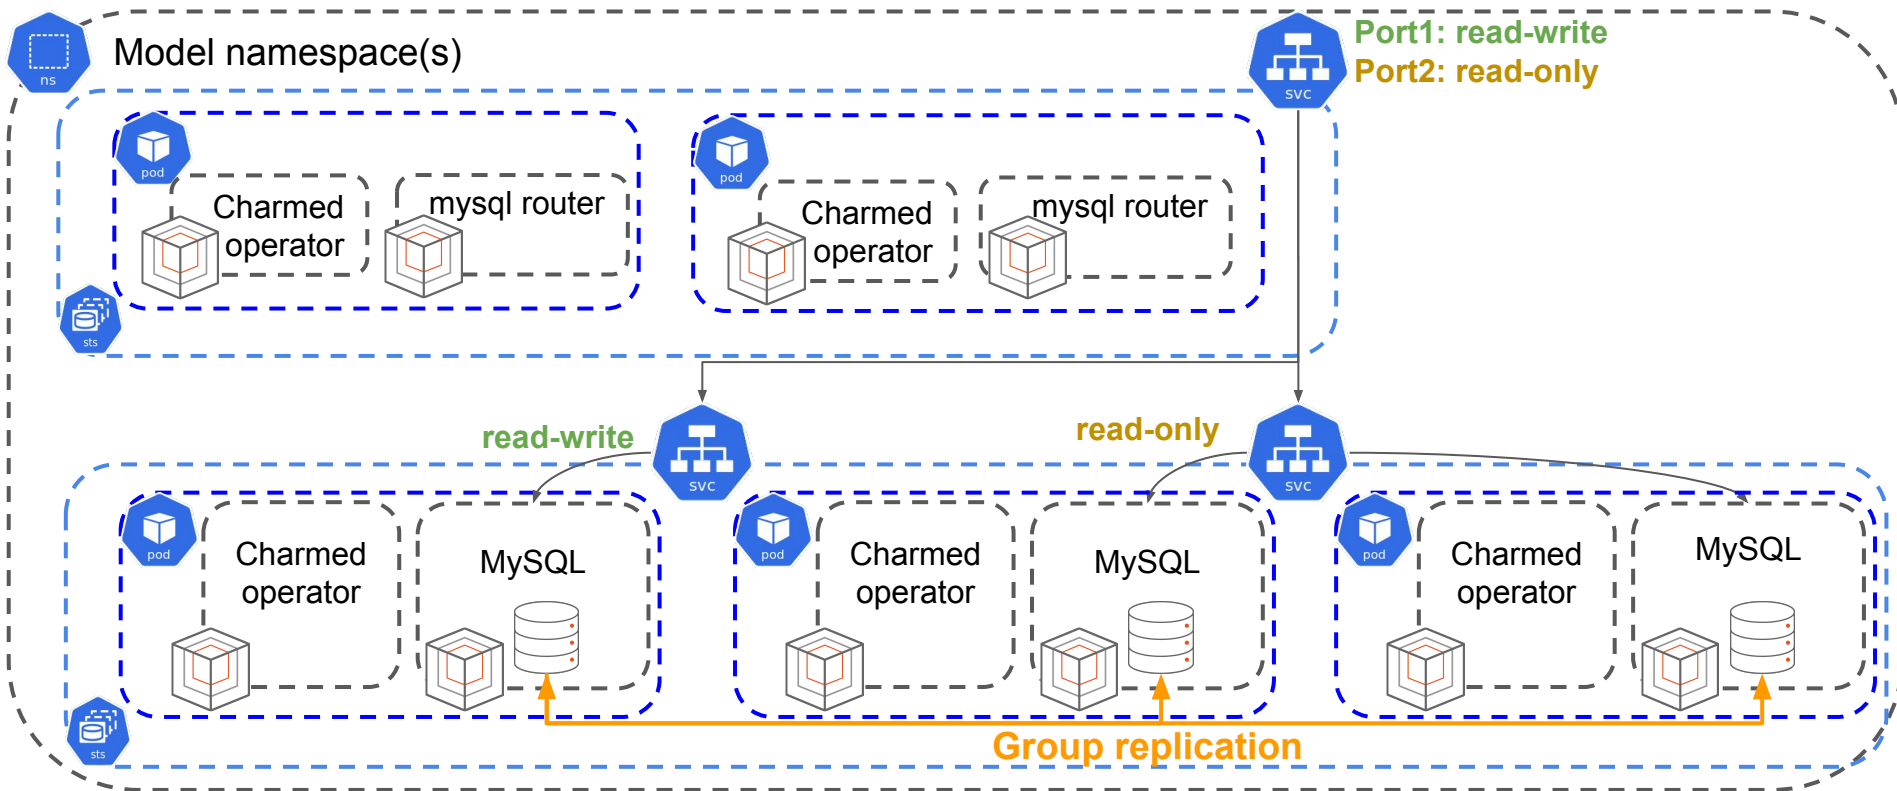 ns
Model namespace(s)
svc
Port1: read-write
Port2: read-only
pod
Charmed
operator
mysql router
pod
Charmed
operator
mysql router
sts
read-write
svc
read-only
svc
pod
Charmed
operator
MySQL
pod
Charmed
operator
MySQL
pod
Charmed
operator
MySQL
sts
Group replication